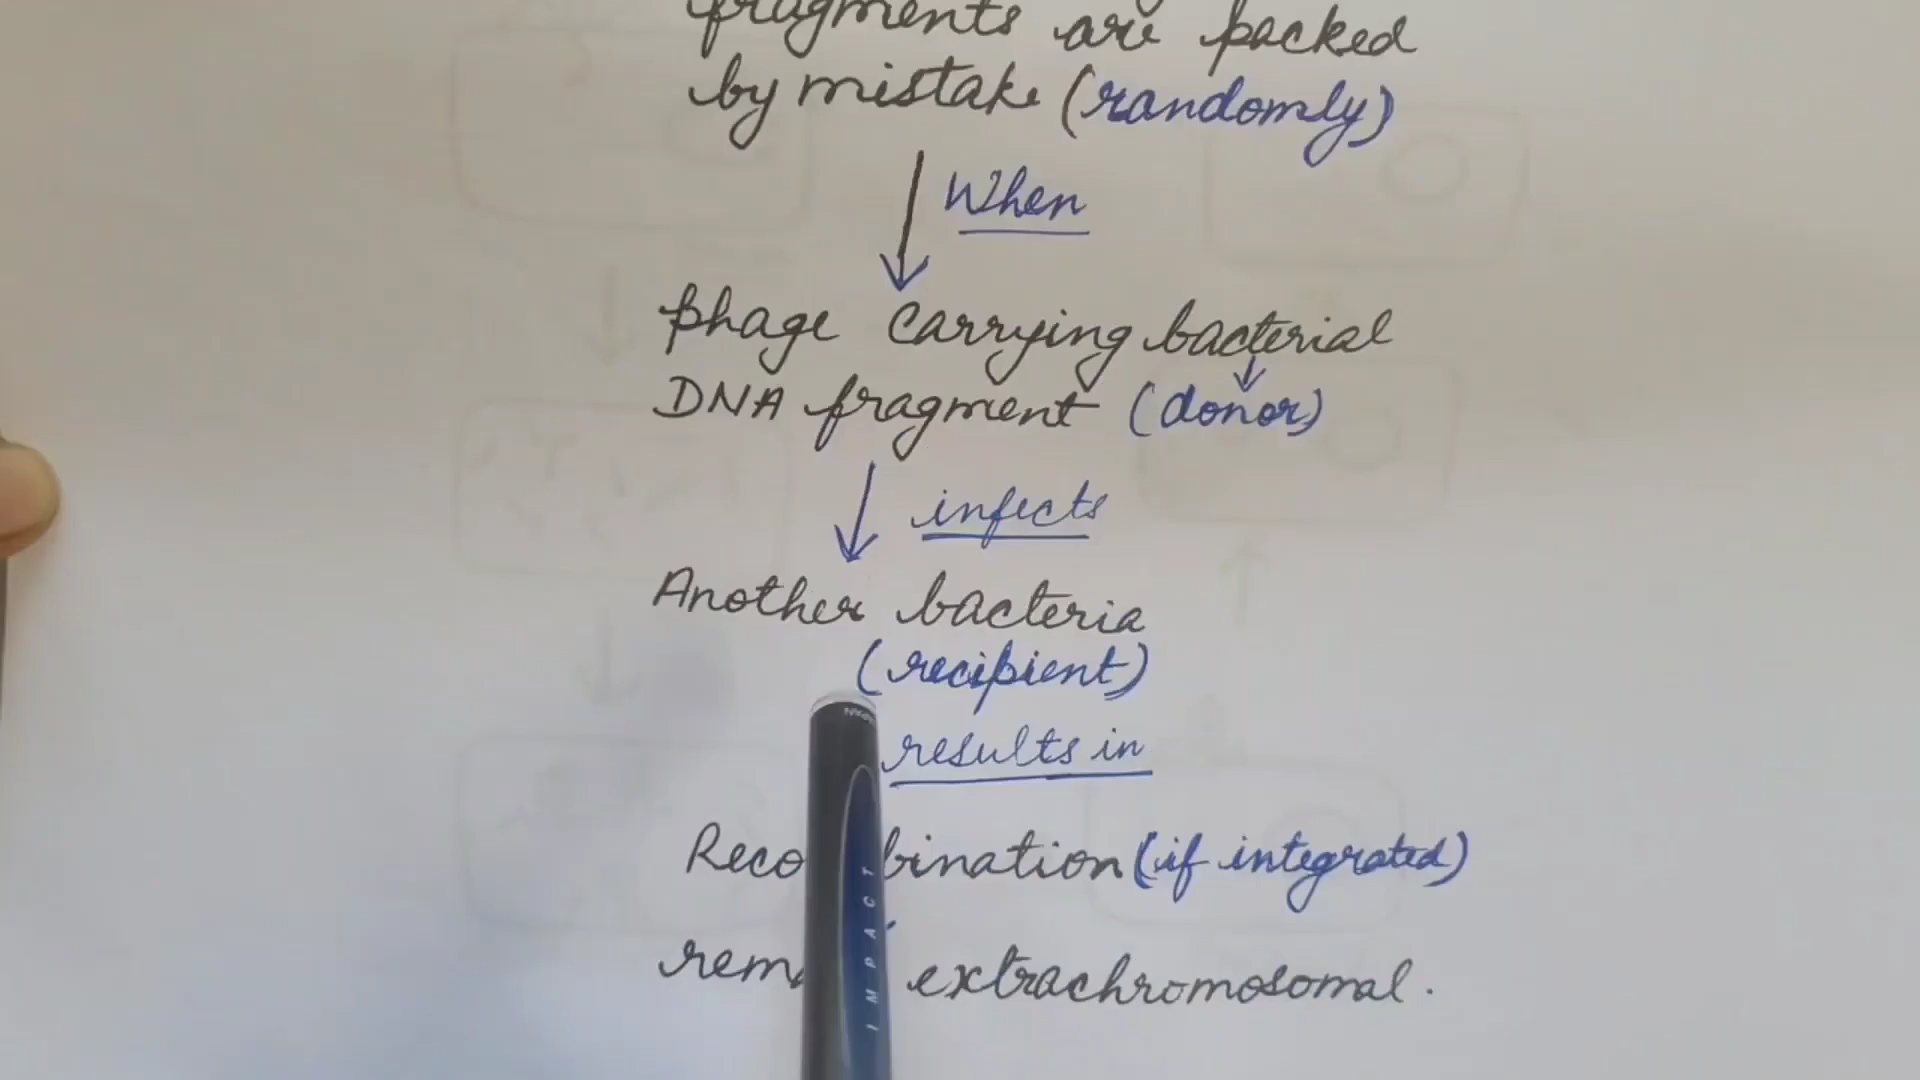 fragments are packed
by mistake (randomly)
When
phage carrying bacterial
DNA fragment (donor)
infects
Another bacteria
(recipient)
results in
(if integrated)
extrachromosomal.
IMPACT